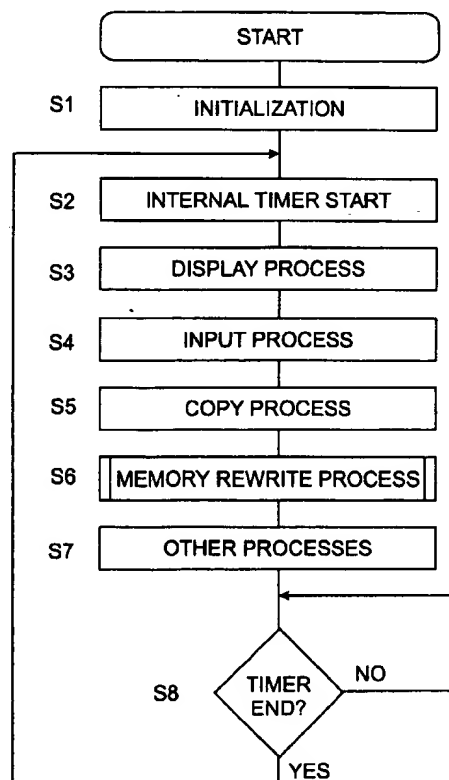 START
S1 INITIALIZATION
S2 INTERNAL TIMER START
S3 DISPLAY PROCESS
S4 INPUT PROCESS
S5 COPY PROCESS
S6 MEMORY REWRITE PROCESS
S7 OTHER PROCESSES
S8 TIMER END? NO
YES